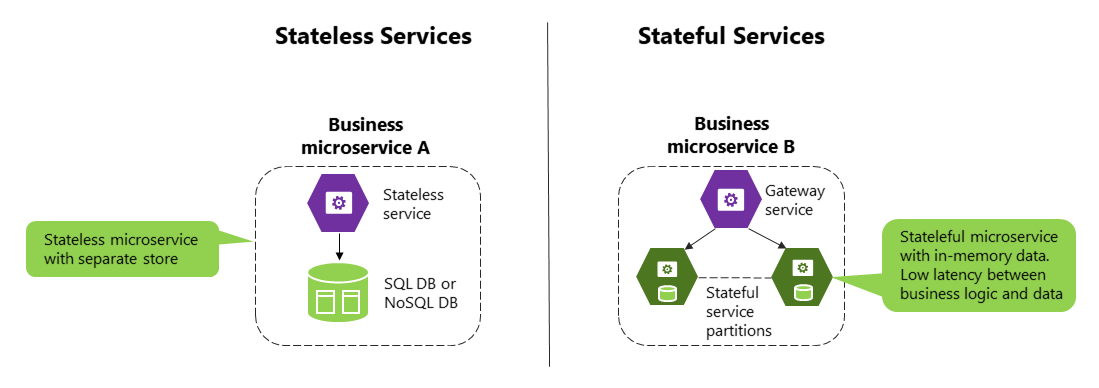 Stateless Services
Business
microservice A
Stateless
service
Stateless microservice
with separate store
SQL DB or
NoSQL DB
Stateful Services
Business
microservice B
Gateway
service
Stateful
service
partitions
Stateleful microservice
with in-memory data.
Low latency between
business logic and data